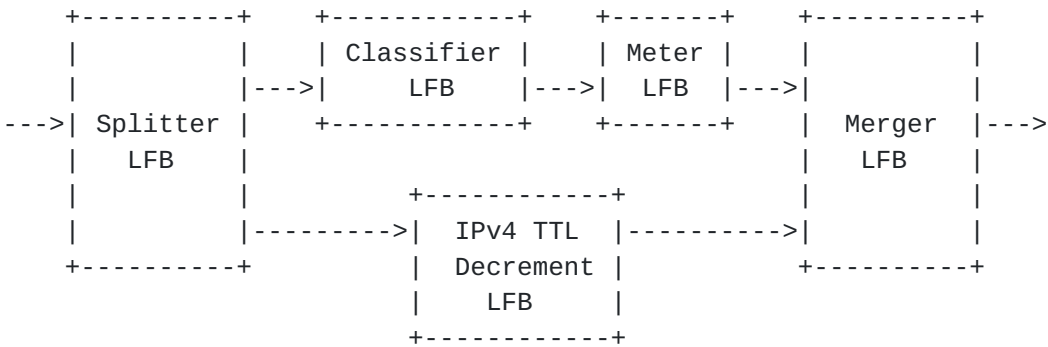 Classifier Meter
LFB LFB
Splitter Merger
LFB LFB
IPv4 TTL
Decrement
LFB